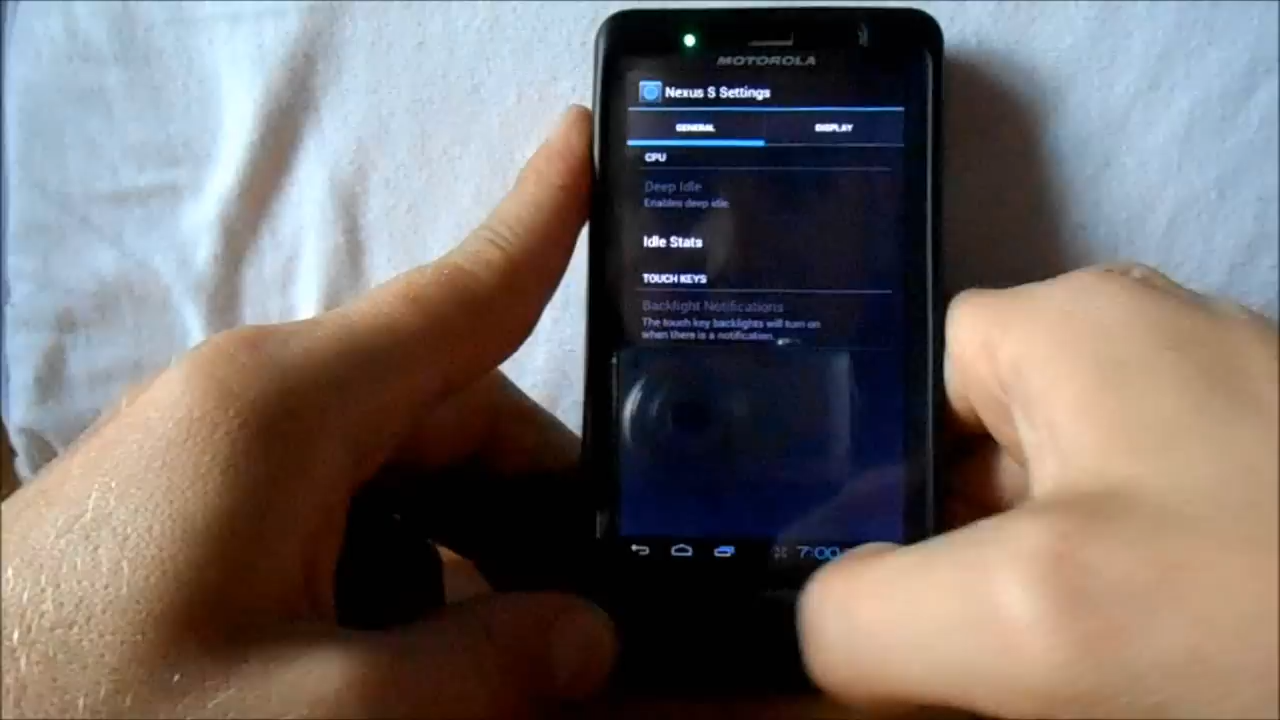 MOTOROLA
Nexus S Settings
GENERAL
DISPLAY
CPU
Deep Idle
Enables deep idle.
Idle Stats
TOUCH KEYS
Backlight Notifications
The touch key backlights will turn on
when there is a notification.
7:00